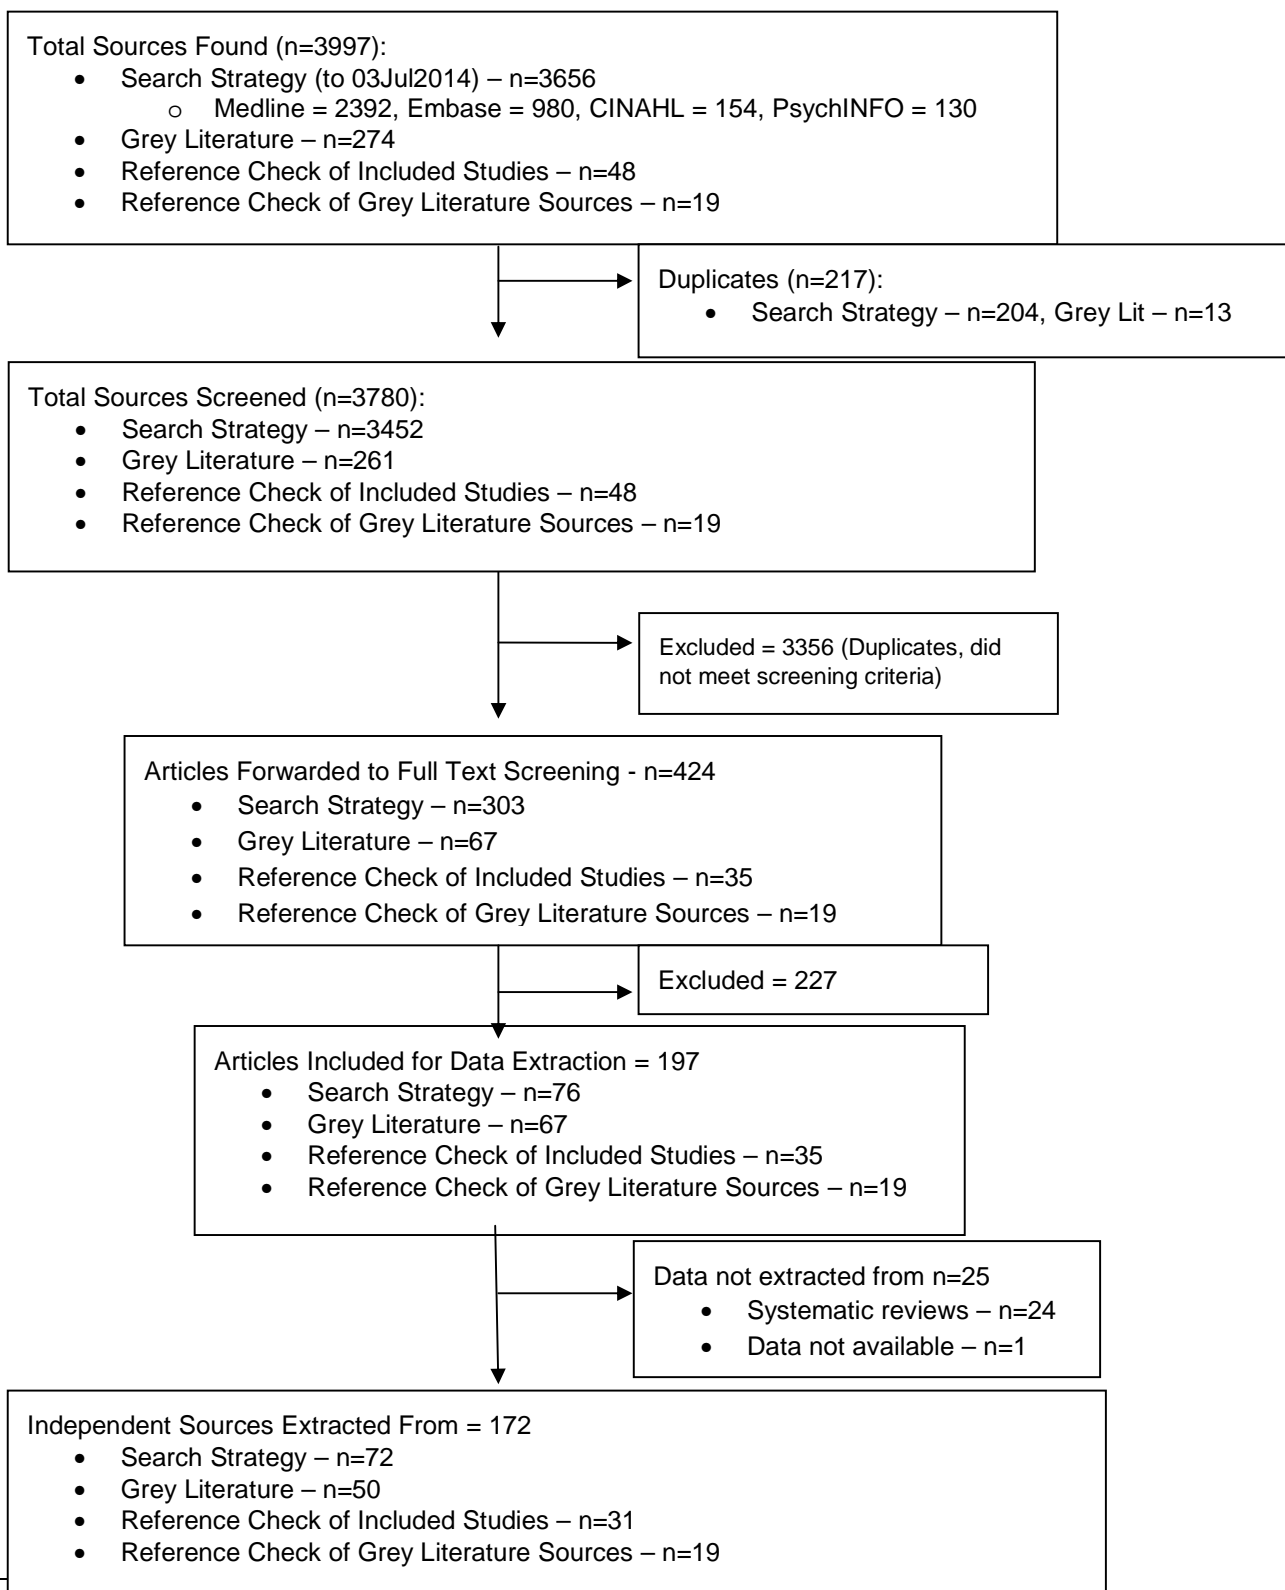 Total Sources Found (n=3997):
• Search Strategy (to 03Jul2014) – n=3656
o Medline = 2392, Embase = 980, CINAHL = 154, PsychINFO = 130
• Grey Literature – n=274
• Reference Check of Included Studies – n=48
• Reference Check of Grey Literature Sources – n=19
Duplicates (n=217):
• Search Strategy – n=204, Grey Lit – n=13
Total Sources Screened (n=3780):
• Search Strategy – n=3452
• Grey Literature – n=261
• Reference Check of Included Studies – n=48
• Reference Check of Grey Literature Sources – n=19
Excluded = 3356 (Duplicates, did
not meet screening criteria)
Articles Forwarded to Full Text Screening - n=424
• Search Strategy – n=303
• Grey Literature – n=67
• Reference Check of Included Studies – n=35
• Reference Check of Grey Literature Sources – n=19
Excluded = 227
Articles Included for Data Extraction = 197
• Search Strategy – n=76
• Grey Literature – n=67
• Reference Check of Included Studies – n=35
• Reference Check of Grey Literature Sources – n=19
Data not extracted from n=25
• Systematic reviews – n=24
• Data not available – n=1
Independent Sources Extracted From = 172
• Search Strategy – n=72
• Grey Literature – n=50
• Reference Check of Included Studies – n=31
• Reference Check of Grey Literature Sources – n=19